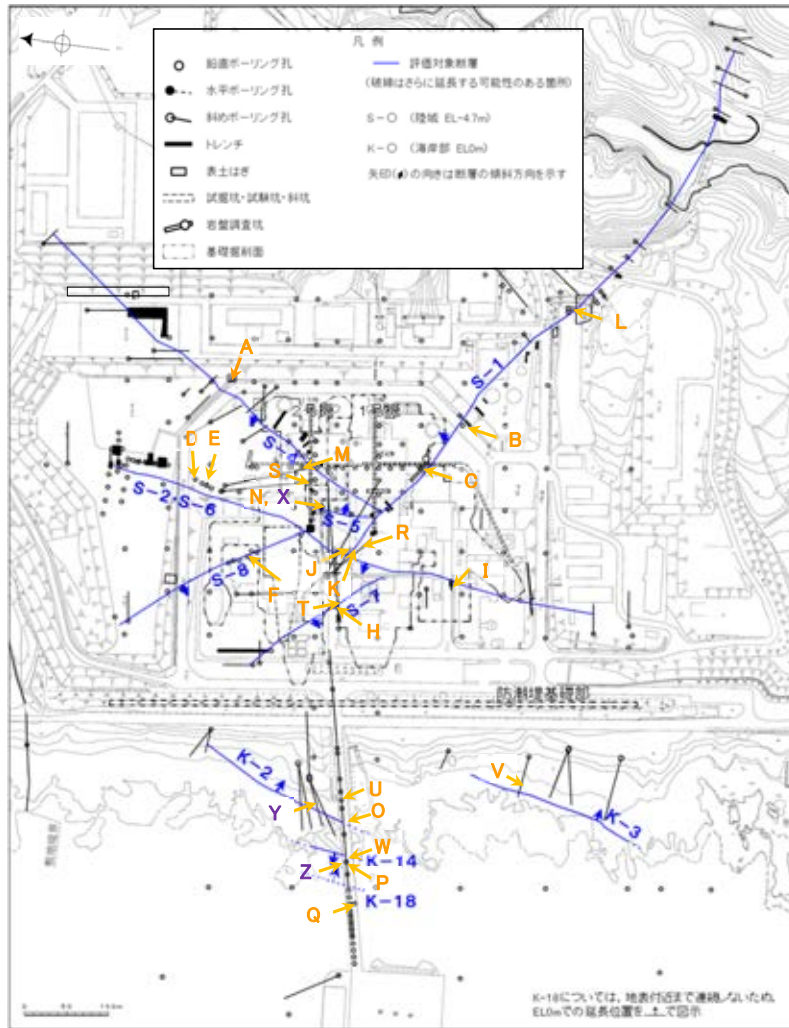 凡 例
鉛直ボーリング孔
水平ボーリング孔
斜めボーリング孔
トレンチ
表土はぎ
試掘坑・試験坑・斜坑
岩盤調査坑
基礎掘削面
評価対象断層
(破線はさらに延長する可能性のある箇所)
S-〇 (陸域 EL-4.7m)
K-〇 (海岸部 EL0m)
矢印( )の向きは断層の傾斜方向を示す
L
S-1
A
B
2号機
1号機
S-4
D
E
S
M
C
N,
X
S-5
S-2・S-6
R
J
K
I
F
S-8
T
S-7
H
防潮堤基礎部
K-2
U
V
Y
O
K-3
W
Z
K-14
P
K-18
Q
0 50 100m
K-18については、地表付近まで連続しないため、
EL0mでの延長位置を で図示